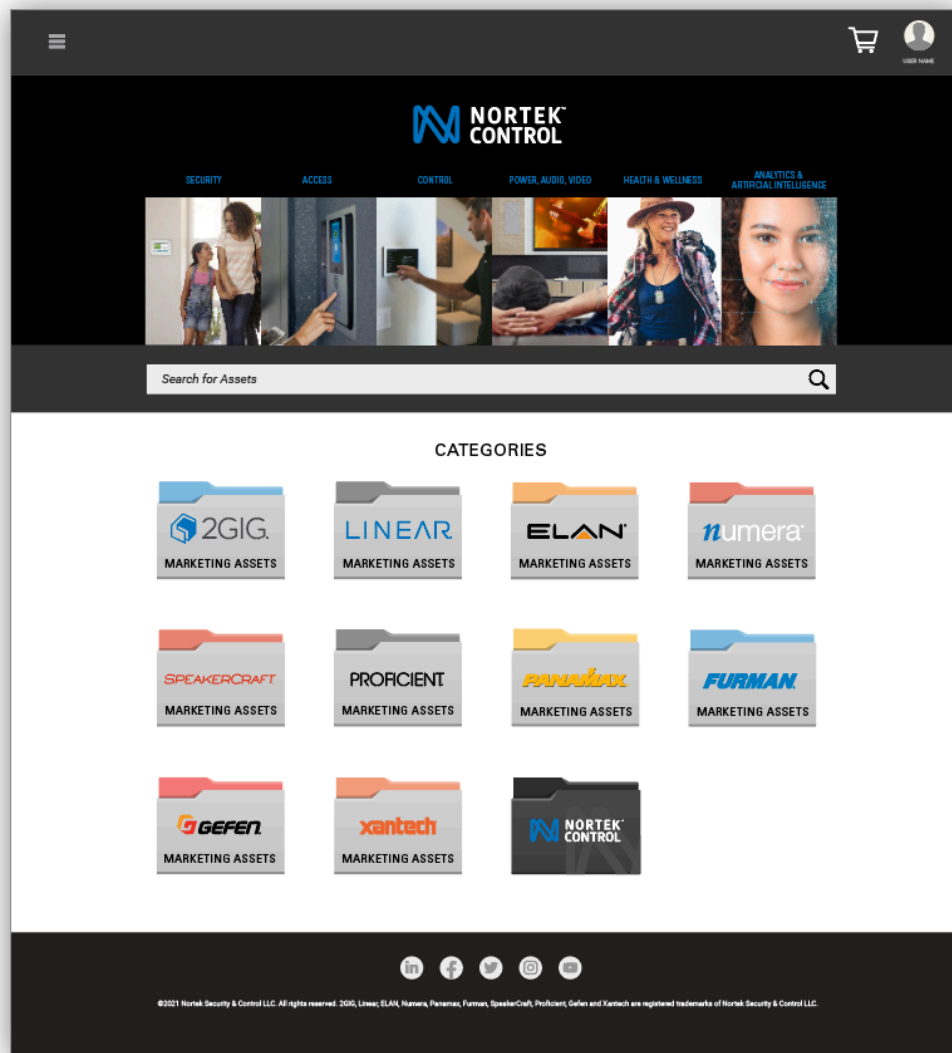 USER NAME
NORTEK™
CONTROL
SECURITY
ACCESS
CONTROL
POWER, AUDIO, VIDEO
HEALTH & WELLNESS
ANALYTICS &
ARTIFICIAL INTELLIGENCE
Search for Assets
CATEGORIES
2GIG.
MARKETING ASSETS
LINEAR
MARKETING ASSETS
ELAN
MARKETING ASSETS
numera
MARKETING ASSETS
SPEAKERCRAFT
MARKETING ASSETS
PROFICIENT
MARKETING ASSETS
PANAMAX
MARKETING ASSETS
FURMAN
MARKETING ASSETS
GEFEN
MARKETING ASSETS
xantech
MARKETING ASSETS
NORTEK
CONTROL
in
f
©2021 Nortek Security & Control LLC. All rights reserved. 2GIG, Linear, ELAN, Numera, Panamax, Furman, SpeakerCraft, Proficient, Gefen and Xantech are registered trademarks of Nortek Security & Control LLC.